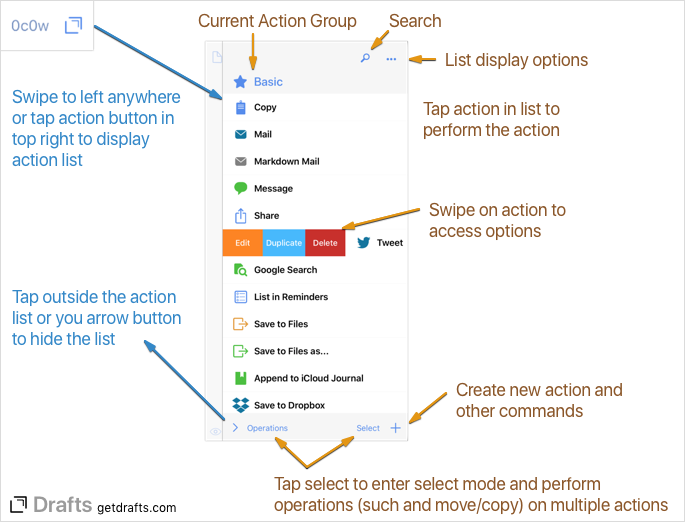 0c0w
Current Action Group
Search
List display options
Basic
Swipe to left anywhere
or tap action button in
top right to display
action list
Tap action in list to
perform the action
Copy
Mail
Markdown Mail
Message
Share
Swipe on action to
access options
Edit Duplicate Delete Tweet
Google Search
List in Reminders
Save to Files
Save to Files as...
Append to iCloud Journal
Save to Dropbox
Tap outside the action
list or you arrow button
to hide the list
Create new action and
other commands
Operations Select
Tap select to enter select mode and perform
operations (such and move/copy) on multiple actions
Drafts getdrafts.com